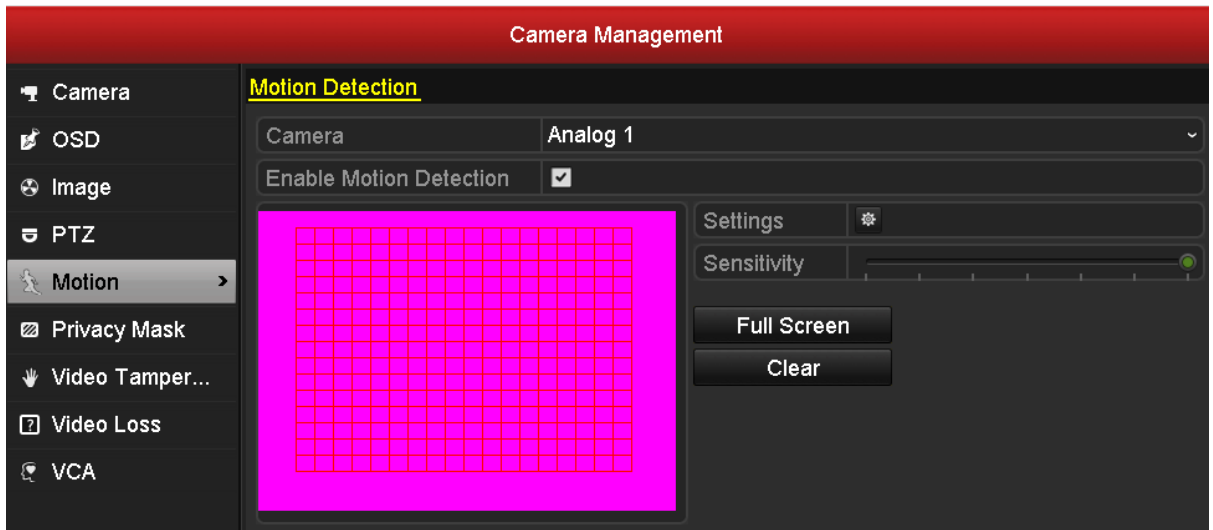 Camera Management
Camera
OSD
Image
PTZ
Motion
Privacy Mask
Video Tamper...
Video Loss
VCA
Motion Detection
Camera Analog 1
Enable Motion Detection
Settings
Sensitivity
Full Screen
Clear